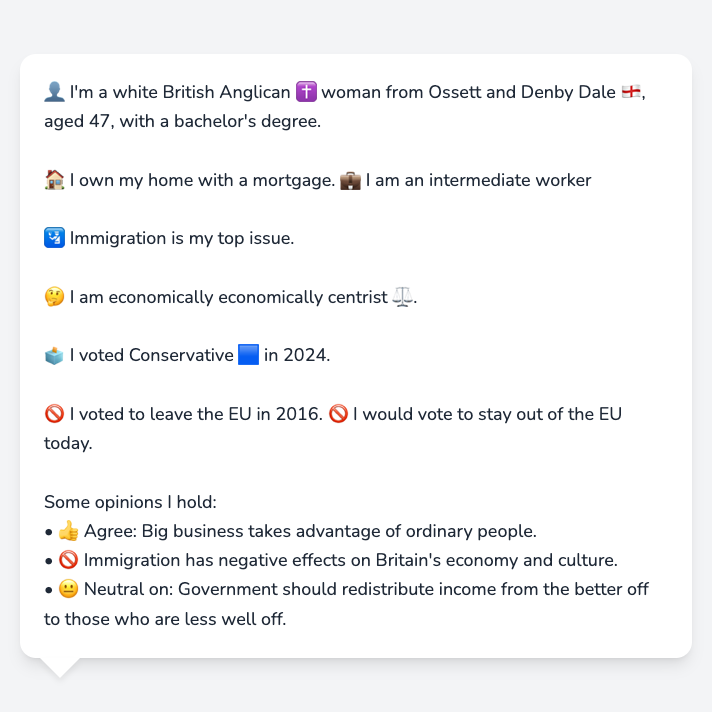 👤 I'm a white British Anglican ✝️ woman from Ossett and Denby Dale 🏴󠁧󠁢󠁥󠁮󠁧󠁿,
aged 47, with a bachelor's degree.
🏠 I own my home with a mortgage. 💼 I am an intermediate worker
🛂 Immigration is my top issue.
🤔 I am economically economically centrist ⚖️.
🗳️ I voted Conservative 🟦 in 2024.
🚫 I voted to leave the EU in 2016. 🚫 I would vote to stay out of the EU
today.
Some opinions I hold:
• 👍 Agree: Big business takes advantage of ordinary people.
• 🚫 Immigration has negative effects on Britain's economy and culture.
• 😐 Neutral on: Government should redistribute income from the better off
to those who are less well off.